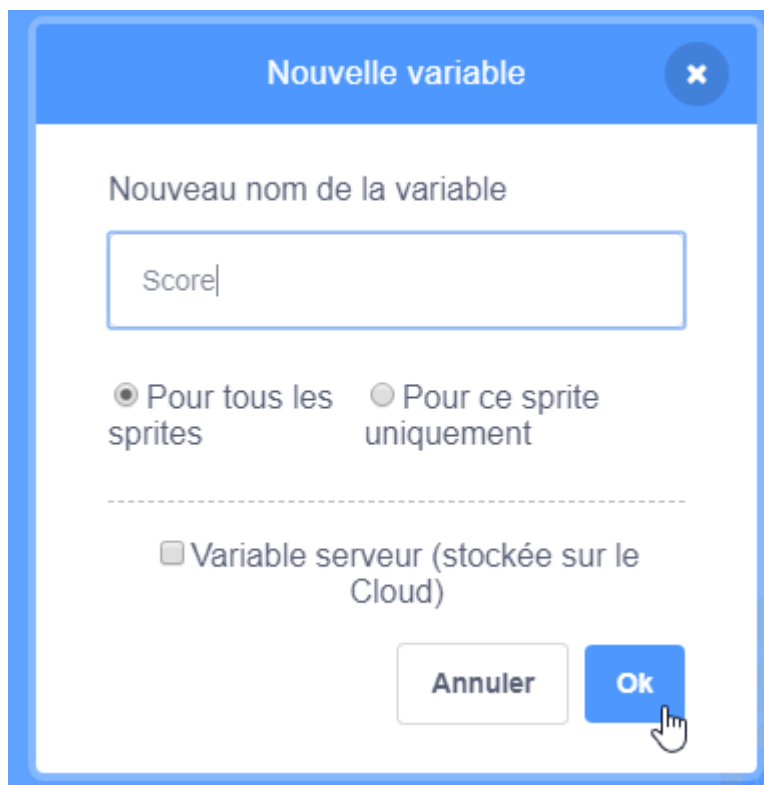 Nouvelle variable
Nouveau nom de la variable
Score
Pour tous les sprites
Pour ce sprite uniquement
Variable serveur (stockée sur le
Cloud)
Annuler
Ok